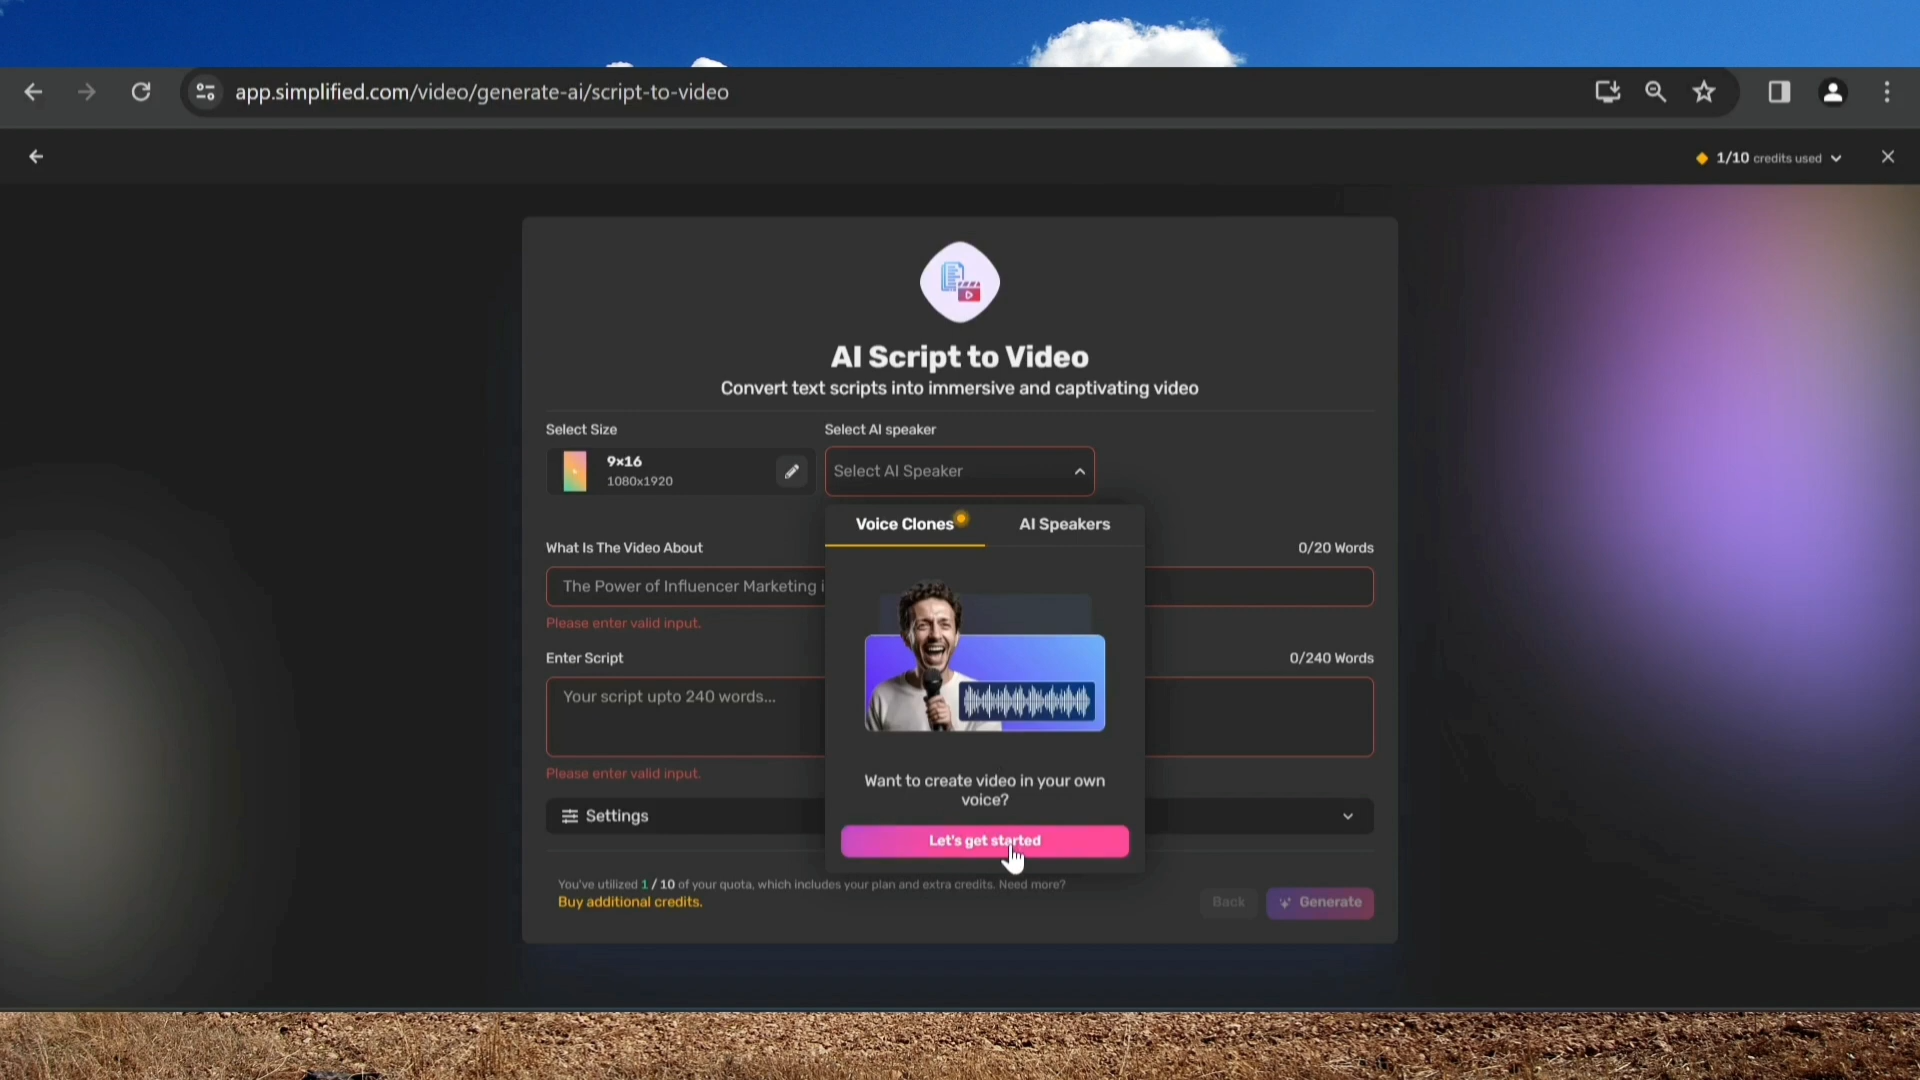 app.simplified.com/video/generate-ai/script-to-video
1/10 credits used
AI Script to Video
Convert text scripts into immersive and captivating video
Select Size
Select AI speaker
9×16
1080x1920
Select AI Speaker
Voice Clones
AI Speakers
What Is The Video About
0/20 Words
The Power of Influencer Marketing i
Please enter valid input.
Enter Script
0/240 Words
Your script upto 240 words...
Please enter valid input.
Want to create video in your own
voice?
Settings
Let's get started
You've utilized 1 / 10 of your quota, which includes your plan and extra credits. Need more?
Buy additional credits.
Back
Generate